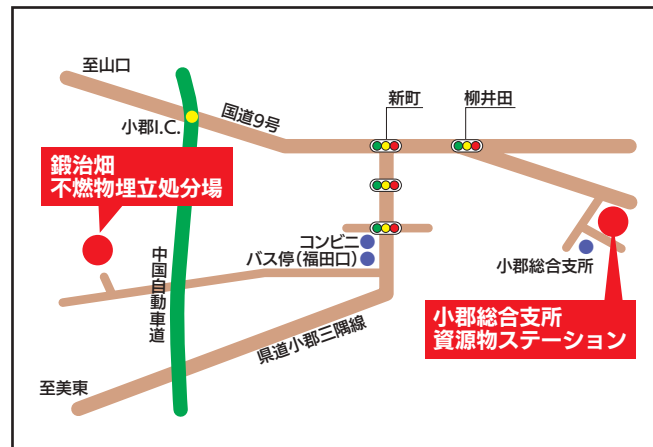 至山口
国道9号
新町
柳井田
小郡I.C.
鍛治畑
不燃物埋立処分場
コンビニ
バス停(福田口)
小郡総合支所
中国自動車道
小郡総合支所
資源物ステーション
県道小郡三隅線
至美東